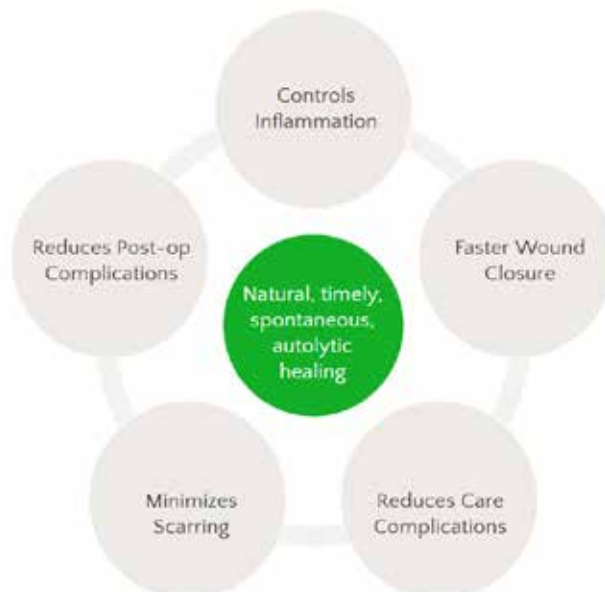 Controls
Inflammation
Faster Wound
Closure
Reduces Care
Complications
Minimizes
Scarring
Reduces Post-op
Complications
Natural, timely,
spontaneous,
autolytic
healing